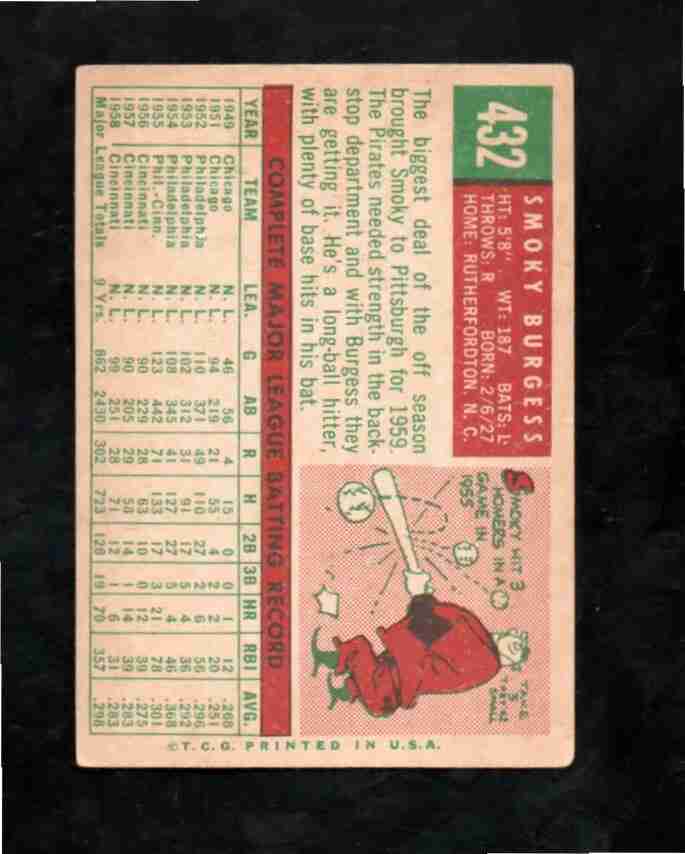 432
SMOKY BURGESS
HT: 5'8" WT: 187 BATS: L
THROWS: R BORN: 2/6/27
HOME: RUTHERFORDTON, N. C.
The biggest deal of the off season
brought Smoky to Pittsburgh for 1959.
The Pirates needed strength in the back-
stop department and with Burgess they
are getting it. He's a long-ball hitter,
with plenty of base hits in his bat.
SMOKY HIT 3
HOMERS IN A
GAME IN
1955
TAKE
3
SMALL
COMPLETE MAJOR LEAGUE BATTING RECORD
YEAR TEAM LEA. G AB R H 2B 3B HR RBI AVG.
1949 Chicago N. L. 46 56 4 15 0 0 1 12 .268
1951 Chicago N. L. 94 219 21 55 4 2 2 20 .251
1952 Philadelphia N. L. 110 371 49 110 27 2 6 56 .296
1953 Philadelphia N. L. 102 312 31 91 17 5 4 36 .292
1954 Philadelphia N. L. 108 345 41 127 27 5 4 46 .368
1955 Phil.-Cinn. N. L. 123 442 71 133 17 3 21 78 .301
1956 Cincinnati N. L. 90 229 28 63 10 0 12 39 .275
1957 Cincinnati N. L. 90 205 29 58 14 1 14 39 .283
1958 Cincinnati N. L. 99 251 28 71 12 1 6 31 .283
Major League Totals 9 Yrs. 862 2430 302 723 128 19 70 357 .298
©T.C.G. PRINTED IN U.S.A.